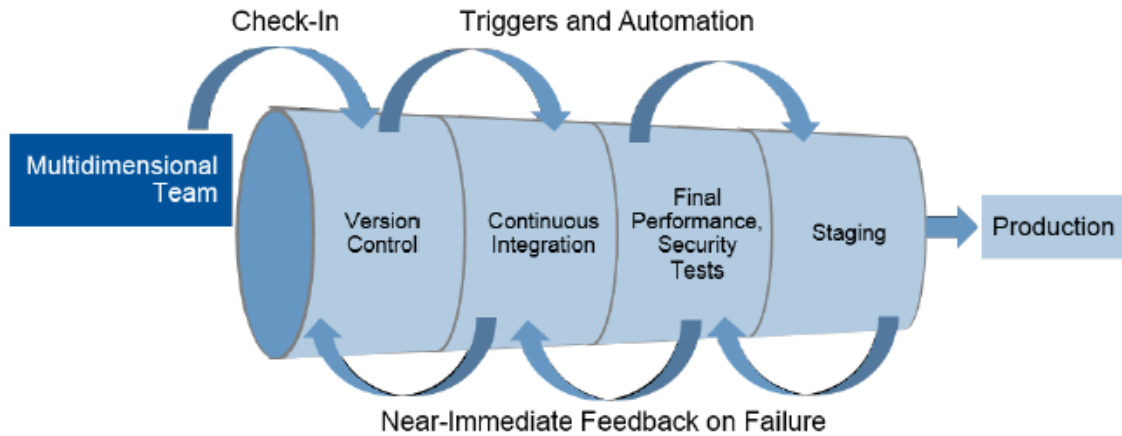 Check-In
Triggers and Automation
Multidimensional
Team
Version
Control
Continuous
Integration
Final
Performance,
Security
Tests
Staging
Production
Near-Immediate Feedback on Failure